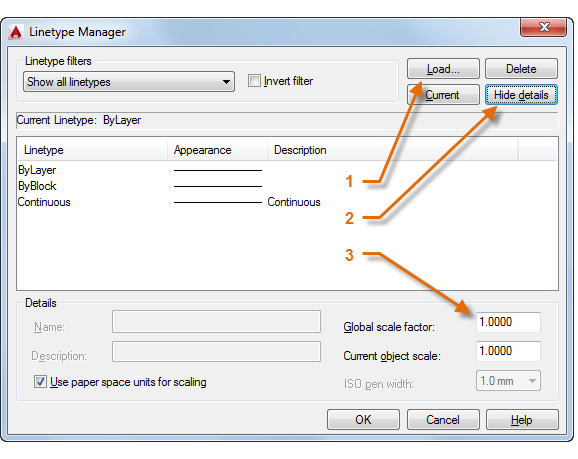 Linetype Manager
Linetype filters
Show all linetypes
Invert filter
Load...
Delete
Current
Hide details
Current Linetype: ByLayer
Linetype Appearance Description
ByLayer
ByBlock
Continuous Continuous
1
2
3
Details
Name:
Description:
Use paper space units for scaling
Global scale factor: 1.0000
Current object scale: 1.0000
ISO pen width: 1.0 mm
OK Cancel Help